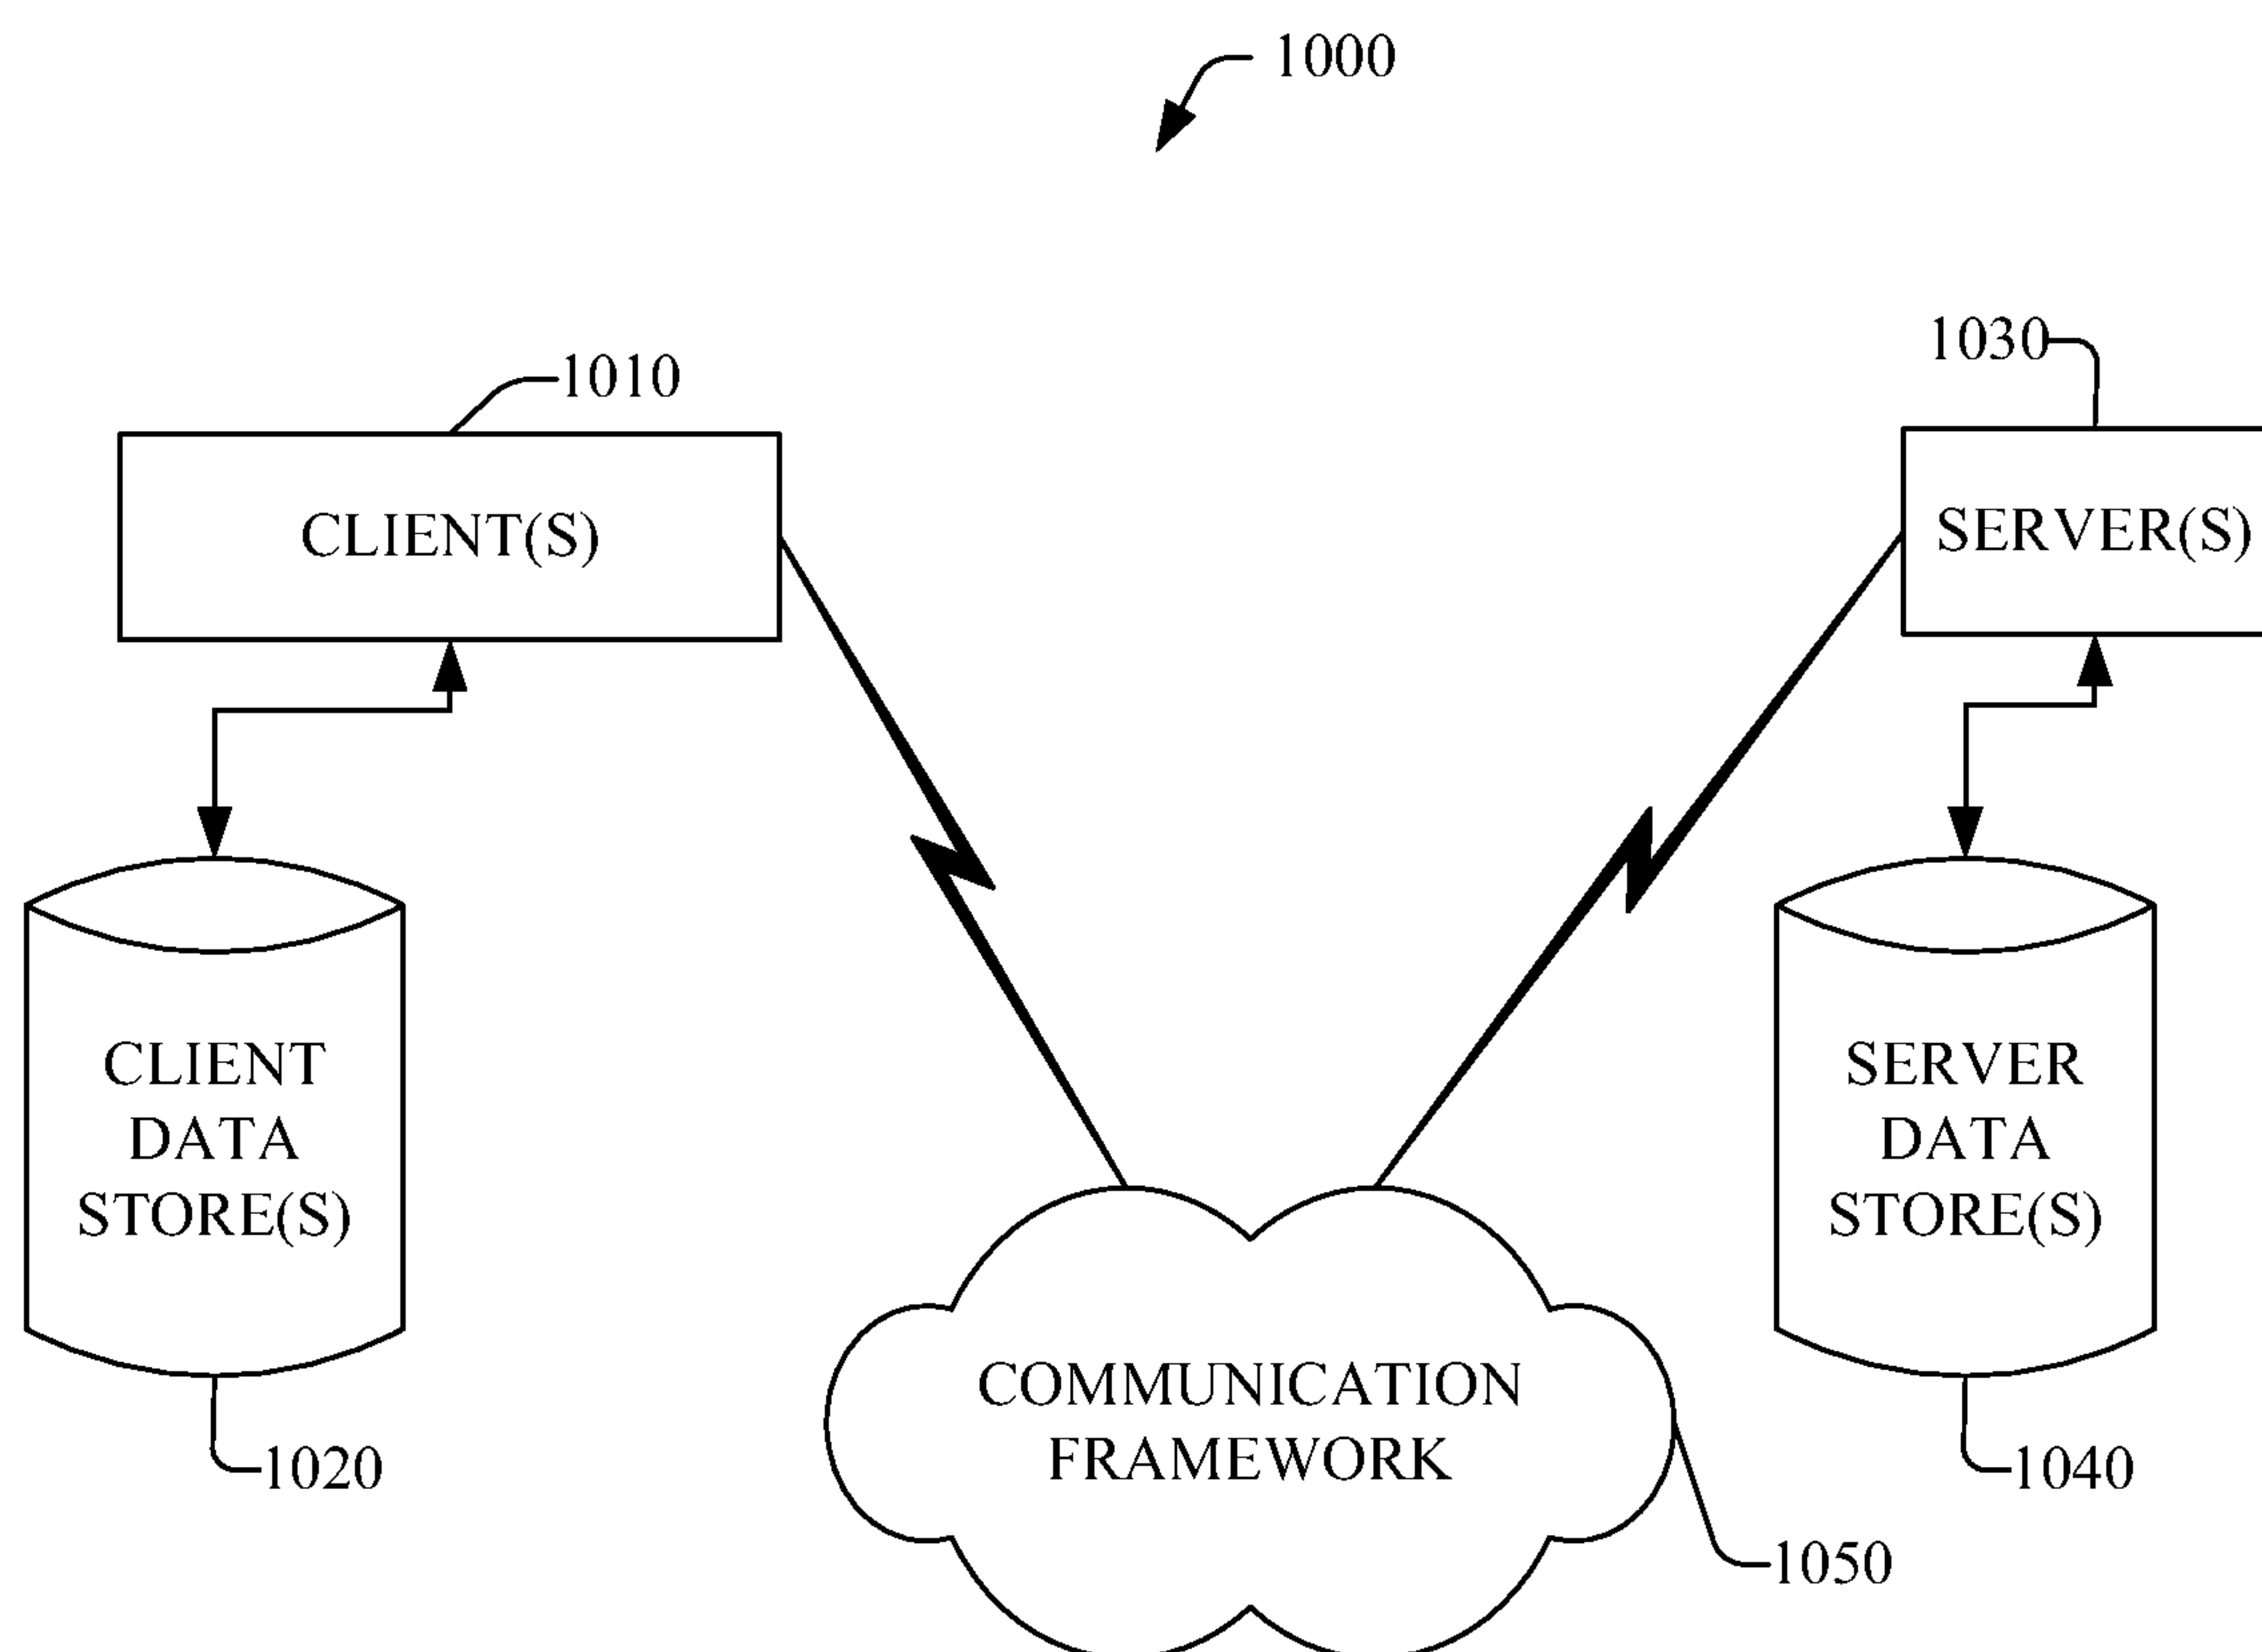 1000
1010
1030
CLIENT(S)
SERVER(S)
CLIENT
DATA
STORE(S)
SERVER
DATA
STORE(S)
COMMUNICATION
FRAMEWORK
1020
1040
1050